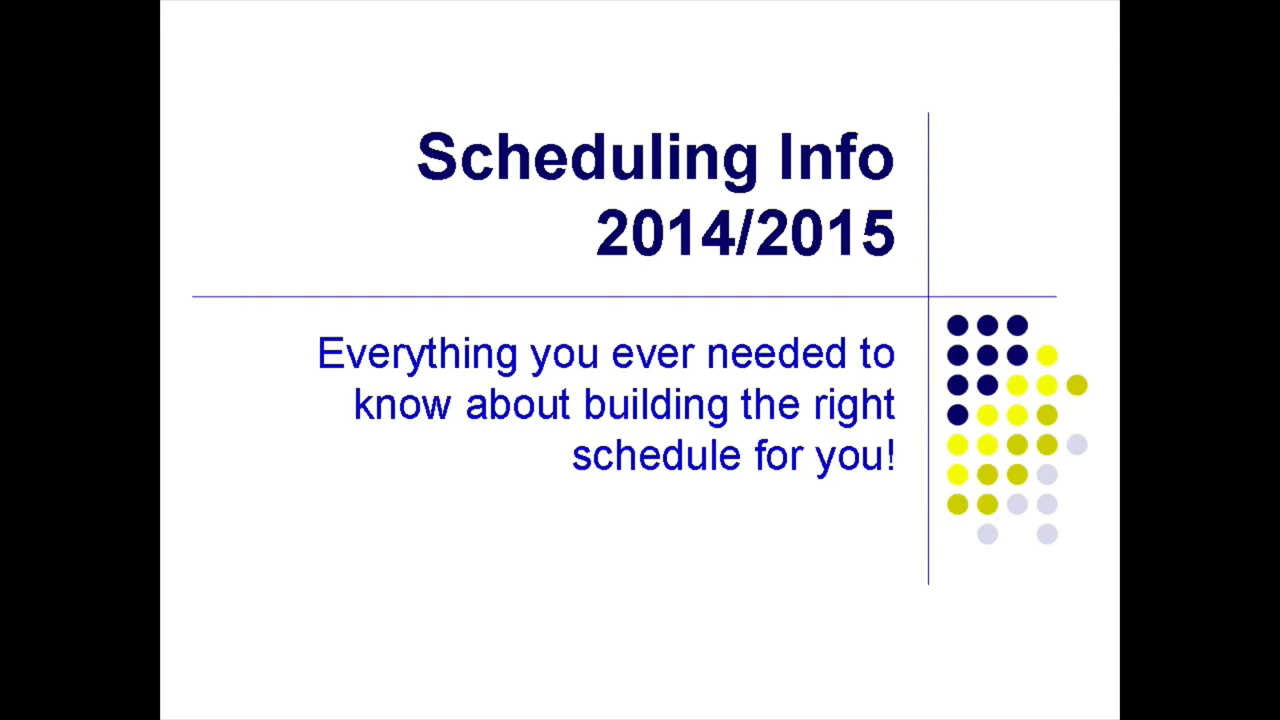 Scheduling Info
2014/2015
Everything you ever needed to
know about building the right
schedule for you!